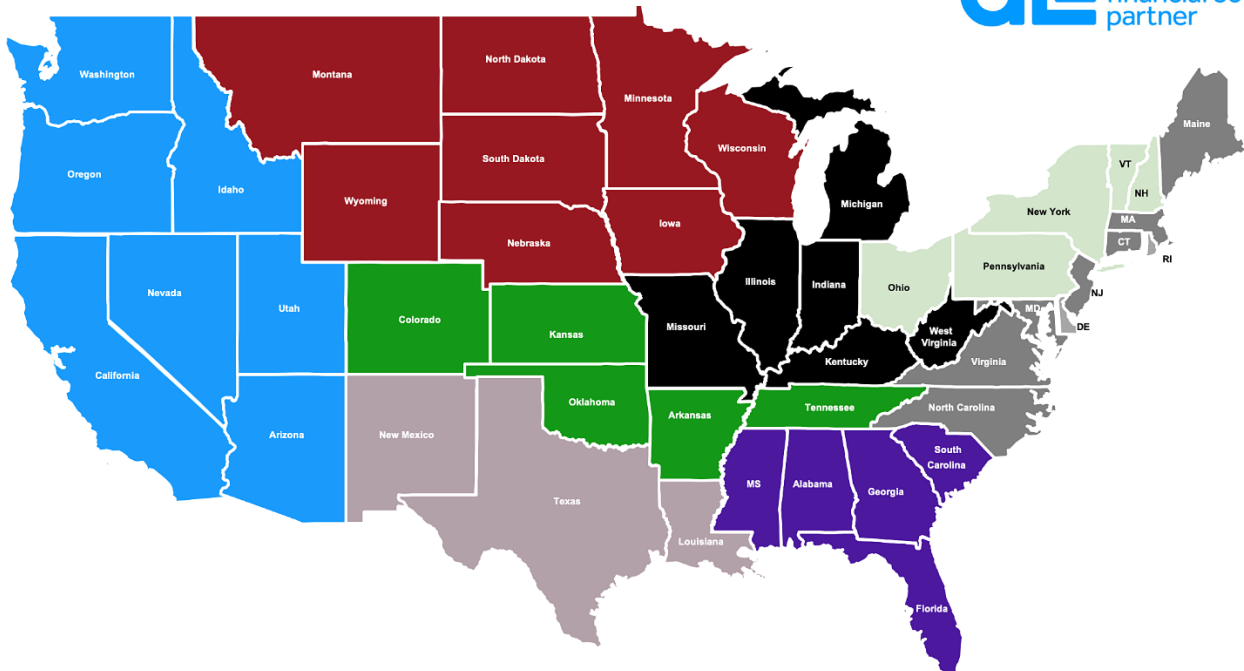 partner
Washington
Montana
North Dakota
Minnesota
Maine
Oregon
Idaho
South Dakota
Wisconsin
VT
NH
Wyoming
Michigan
New York
MA
Iowa
CT
RI
Nebraska
Pennsylvania
Nevada
Utah
Illinois
Indiana
Ohio
NJ
Colorado
Kansas
Missouri
MD
DE
West
Virginia
California
Kentucky
Virginia
Oklahoma
Arkansas
Tennessee
North Carolina
Arizona
New Mexico
South
Carolina
MS
Alabama
Georgia
Texas
Louisiana
Florida